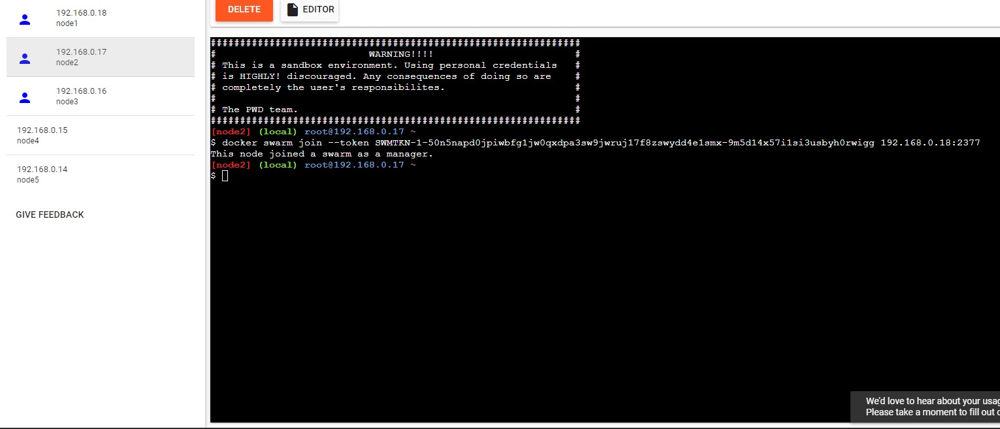 192.168.0.18
node1
192.168.0.17
node2
192.168.0.16
node3
192.168.0.15
node4
192.168.0.14
node5
GIVE FEEDBACK
DELETE
EDITOR
###############################################################
# WARNING!!!! #
# This is a sandbox environment. Using personal credentials #
# is HIGHLY! discouraged. Any consequences of doing so are #
# completely the user's responsibilites. #
# #
# The PWD team. #
###############################################################
[node2] (local) root@192.168.0.17 ~
$ docker swarm join --token SWMTKN-1-50n5napd0jpiwbfg1jw0qxdpa3sw9jwruj17f8zswydd4e1smx-9m5d14x57i1si3usbyh0rwigg 192.168.0.18:2377
This node joined a swarm as a manager.
[node2] (local) root@192.168.0.17 ~
$
We'd love to hear about your usag
Please take a moment to fill out